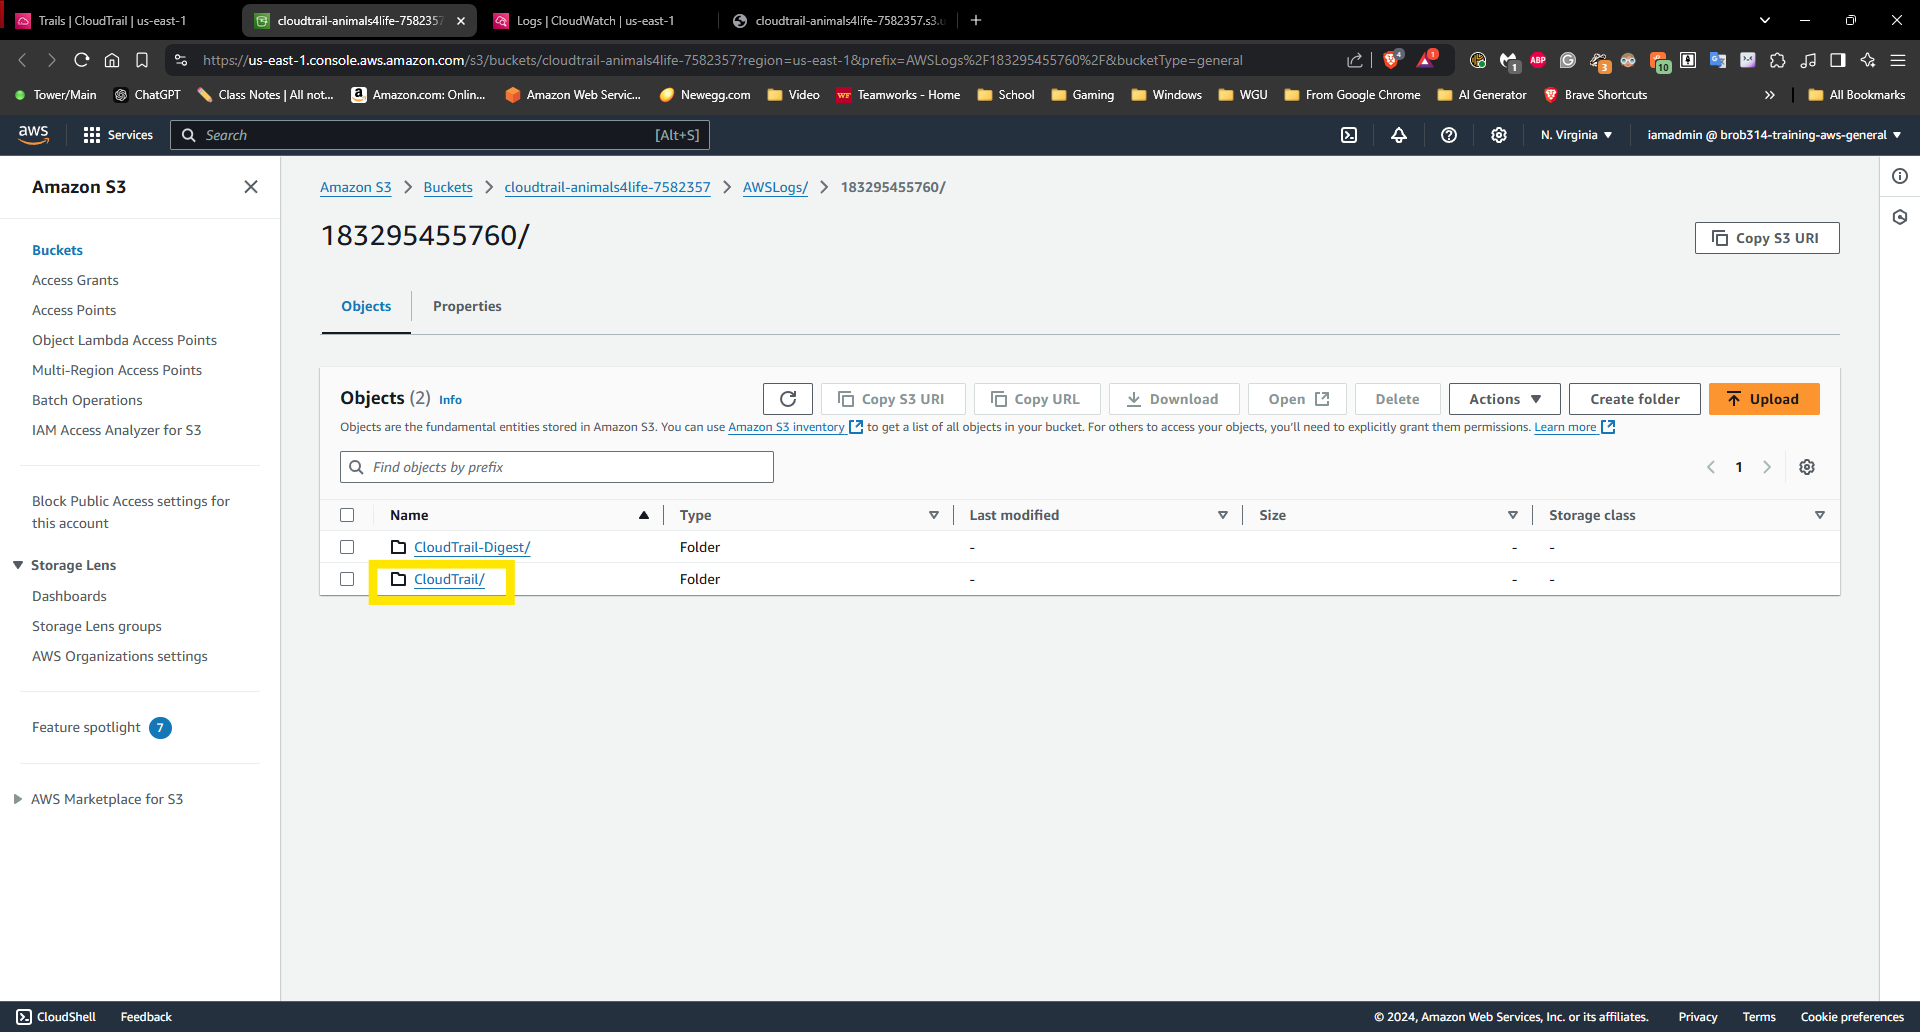 Trails | CloudTrail | us-east-1
cloudtrail-animals4life-758235
Logs | CloudWatch | us-east-1
cloudtrail-animals4life-7582357.s3.u
https://us-east-1.console.aws.amazon.com/s3/buckets/cloudtrail-animals4life-7582357?region=us-east-1&prefix=AWSLogs%2F183295455760%2F&bucketType=general
4
1
1
ABP
3
10
Tower/Main
ChatGPT
Class Notes | All not...
Amazon.com: Onlin...
Amazon Web Servic...
Newegg.com
Video
WF Teamworks - Home
School
Gaming
Windows
WGU
From Google Chrome
AI Generator
Brave Shortcuts
»
All Bookmarks
aws
Services
Search
[Alt+S]
N. Virginia
iamadmin @ brob314-training-aws-general
Amazon S3
Buckets
Access Grants
Access Points
Object Lambda Access Points
Multi-Region Access Points
Batch Operations
IAM Access Analyzer for S3
Block Public Access settings for
this account
Storage Lens
Dashboards
Storage Lens groups
AWS Organizations settings
Feature spotlight 7
AWS Marketplace for S3
Amazon S3 > Buckets > cloudtrail-animals4life-7582357 > AWSLogs/ > 183295455760/
183295455760/
Copy S3 URI
Objects
Properties
Objects (2) Info
Copy S3 URI
Copy URL
Download
Open
Delete
Actions
Create folder
Upload
Objects are the fundamental entities stored in Amazon S3. You can use Amazon S3 inventory to get a list of all objects in your bucket. For others to access your objects, you'll need to explicitly grant them permissions. Learn more
Find objects by prefix
1
Name Type Last modified Size Storage class
CloudTrail-Digest/ Folder - - -
CloudTrail/ Folder - - -
CloudShell
Feedback
© 2024, Amazon Web Services, Inc. or its affiliates.
Privacy
Terms
Cookie preferences